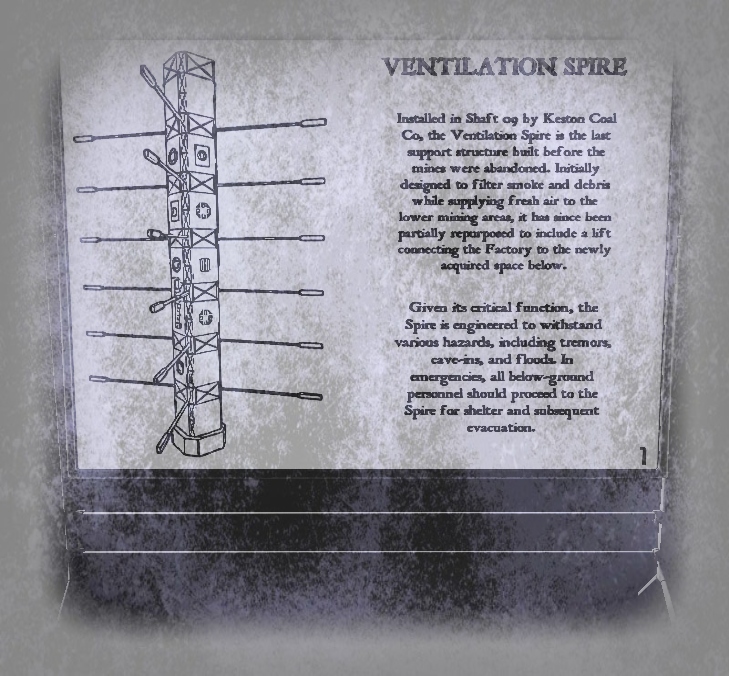 VENTILATION SPIRE
Installed in Shaft 09 by Keston Coal
Co, the Ventilation Spire is the last
support structure built before the
mines were abandoned. Initially
designed to filter smoke and debris
while supplying fresh air to the
lower mining areas, it has since been
partially repurposed to include a lift
connecting the Factory to the newly
acquired space below.
Given its critical function, the
Spire is engineered to withstand
various hazards, including tremors,
cave-ins, and floods. In
emergencies, all below-ground
personnel should proceed to the
Spire for shelter and subsequent
evacuation.
1